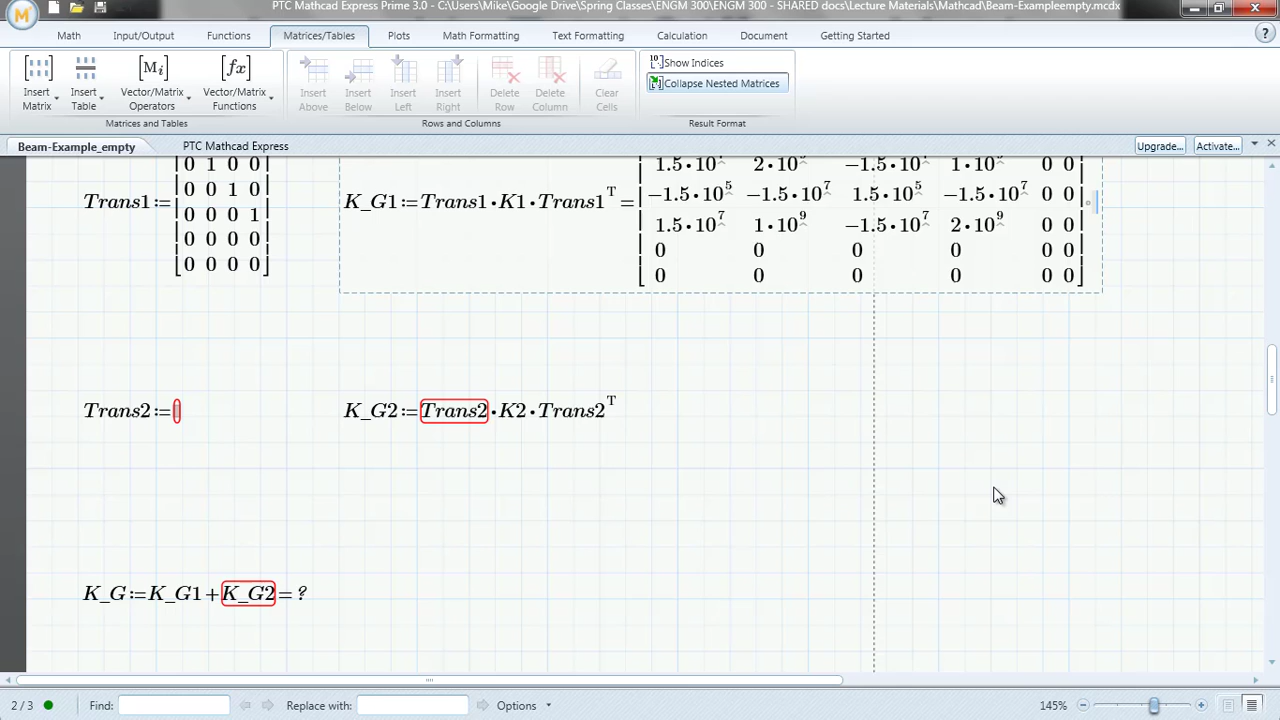 PTC Mathcad Express Prime 3.0 - C:\Users\Mike\Google Drive\Spring Classes\ENGM 300\ENGM 300 - SHARED docs\Lecture Materials\Mathcad\Beam-Exampleempty.mcdx
Math Input/Output Functions Matrices/Tables Plots Math Formatting Text Formatting Calculation Document Getting Started
Insert Matrix
Insert Table
Vector/Matrix Operators
Vector/Matrix Functions
Insert Above
Insert Below
Insert Left
Insert Right
Delete Row
Delete Column
Clear Cells
Show Indices
Collapse Nested Matrices
Matrices and Tables Rows and Columns Result Format
Beam-Example_empty PTC Mathcad Express Upgrade... Activate...
0 1 0 0
0 0 1 0
Trans1:= 0 0 0 1
0 0 0 0
0 0 0 0
K_G1:=Trans1•K1•Trans1ᵀ=
−1.5•10⁵ −1.5•10⁷ 1.5•10⁵ −1.5•10⁷ 0 0
1.5•10⁷ 1•10⁹ −1.5•10⁷ 2•10⁹ 0 0
0 0 0 0 0 0
0 0 0 0 0 0
Trans2:= K_G2:=Trans2•K2•Trans2ᵀ
K_G:=K_G1+K_G2=?
2 / 3 Find: Replace with: Options 145%